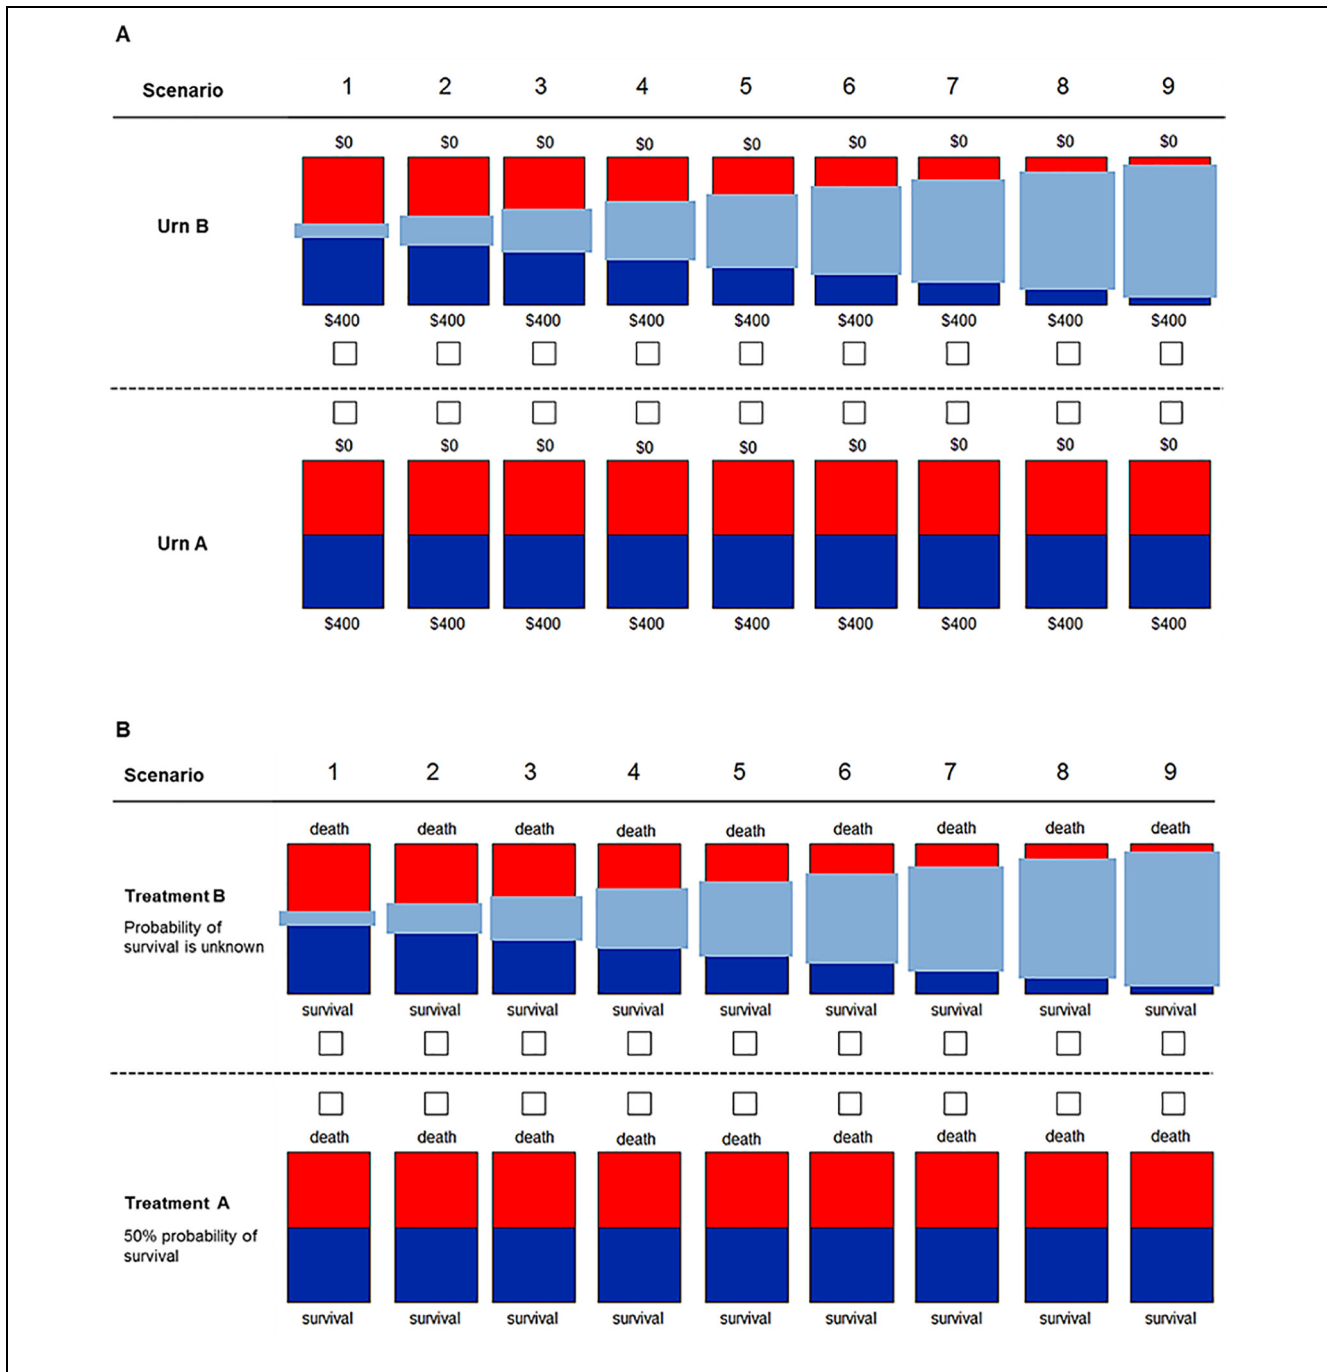 A
Scenario 1 2 3 4 5 6 7 8 9
$0 $0 $0 $0 $0 $0 $0 $0 $0
Urn B
$400 $400 $400 $400 $400 $400 $400 $400 $400
$0 $0 $0 $0 $0 $0 $0 $0 $0
Urn A
$400 $400 $400 $400 $400 $400 $400 $400 $400
B
Scenario 1 2 3 4 5 6 7 8 9
death death death death death death death death death
Treatment B
Probability of
survival is unknown
survival survival survival survival survival survival survival survival survival
death death death death death death death death death
Treatment A
50% probability of
survival
survival survival survival survival survival survival survival survival survival